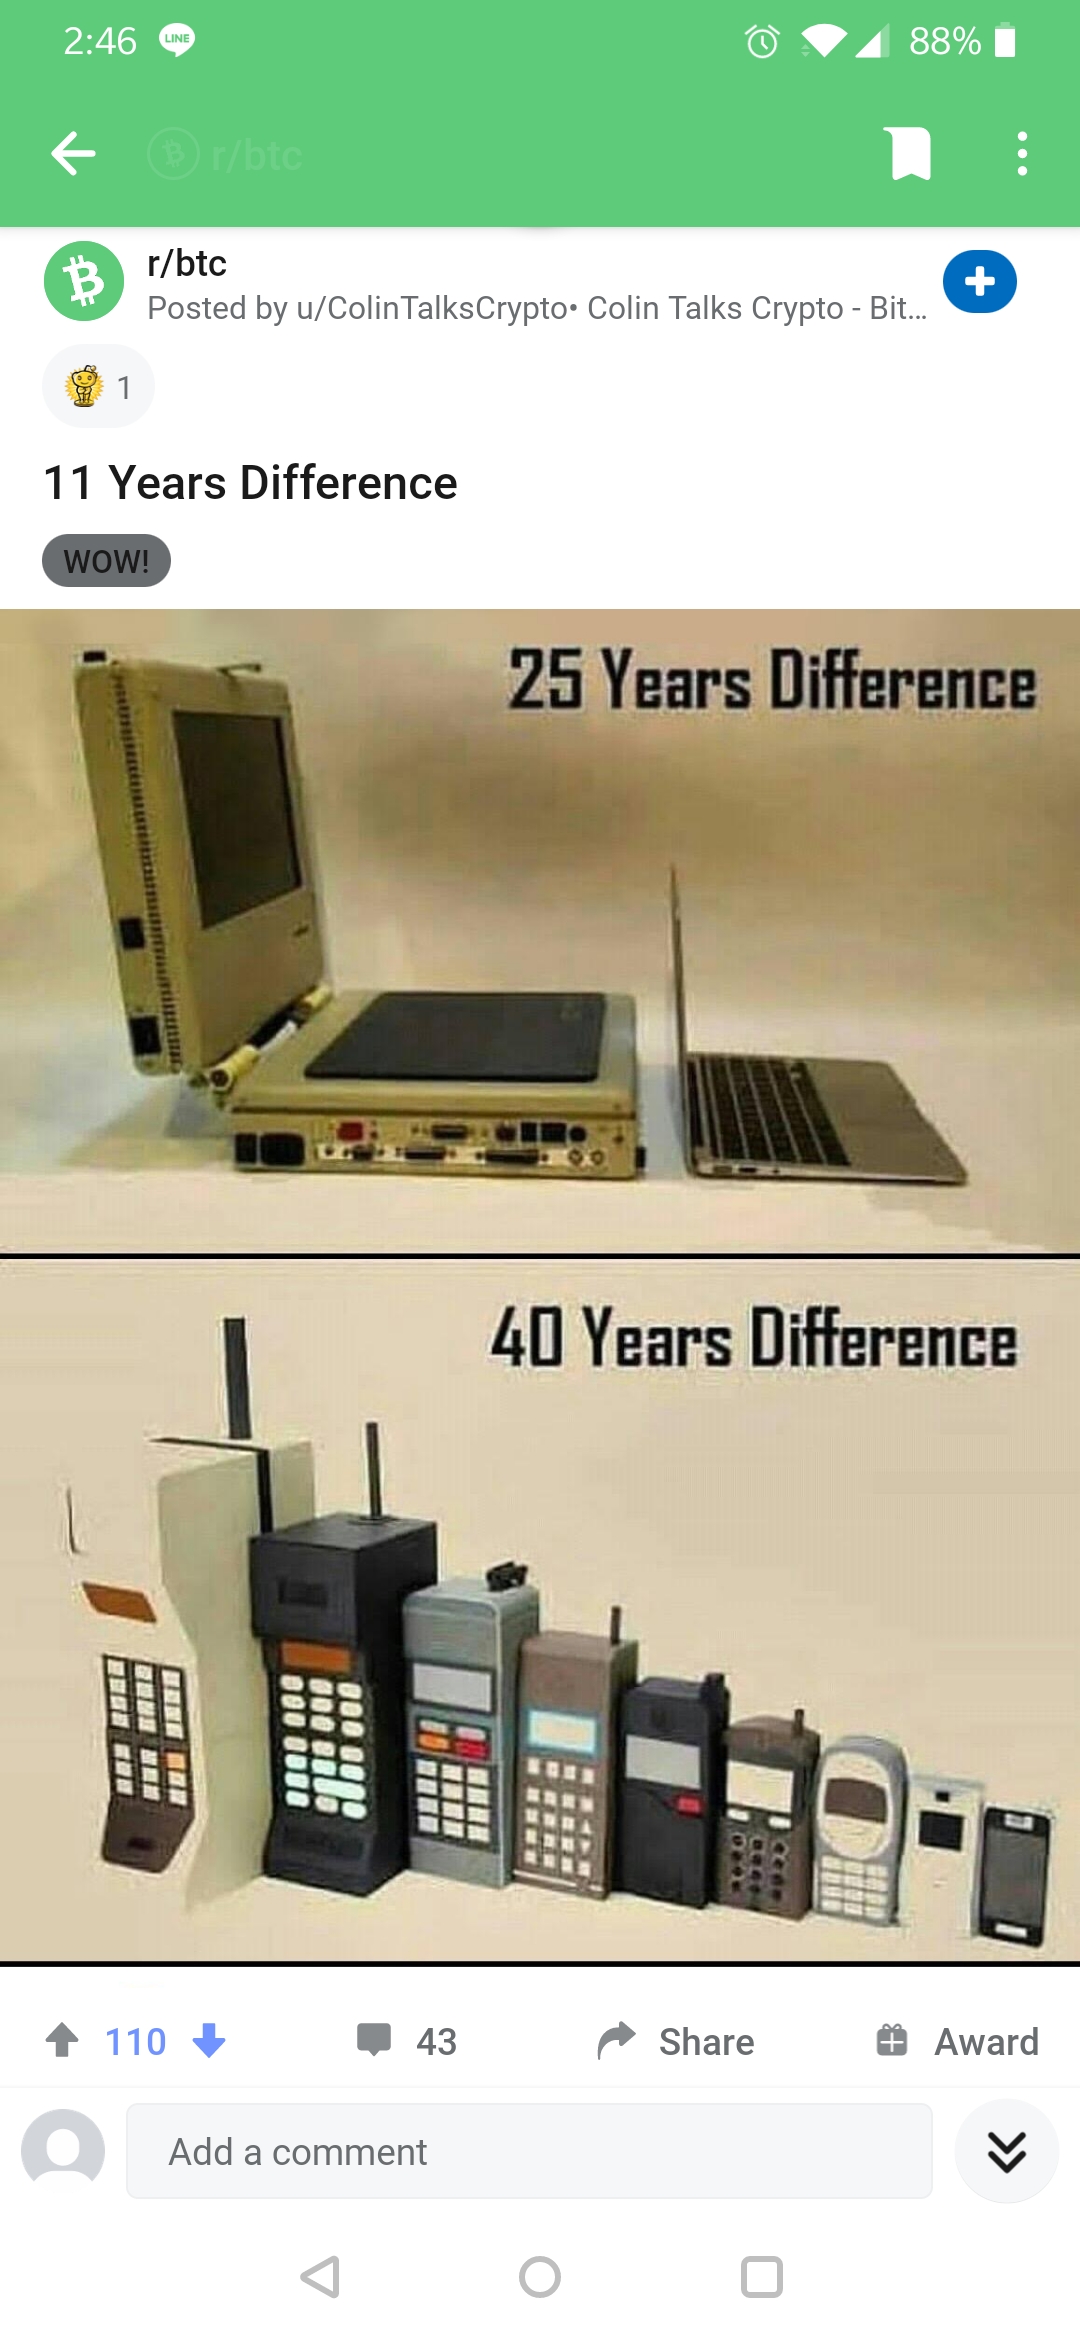 2:46 LINE 88%
r/btc
r/btc
Posted by u/ColinTalksCrypto• Colin Talks Crypto - Bit...
1
11 Years Difference
WOW!
25 Years Difference
40 Years Difference
110 43 Share Award
Add a comment